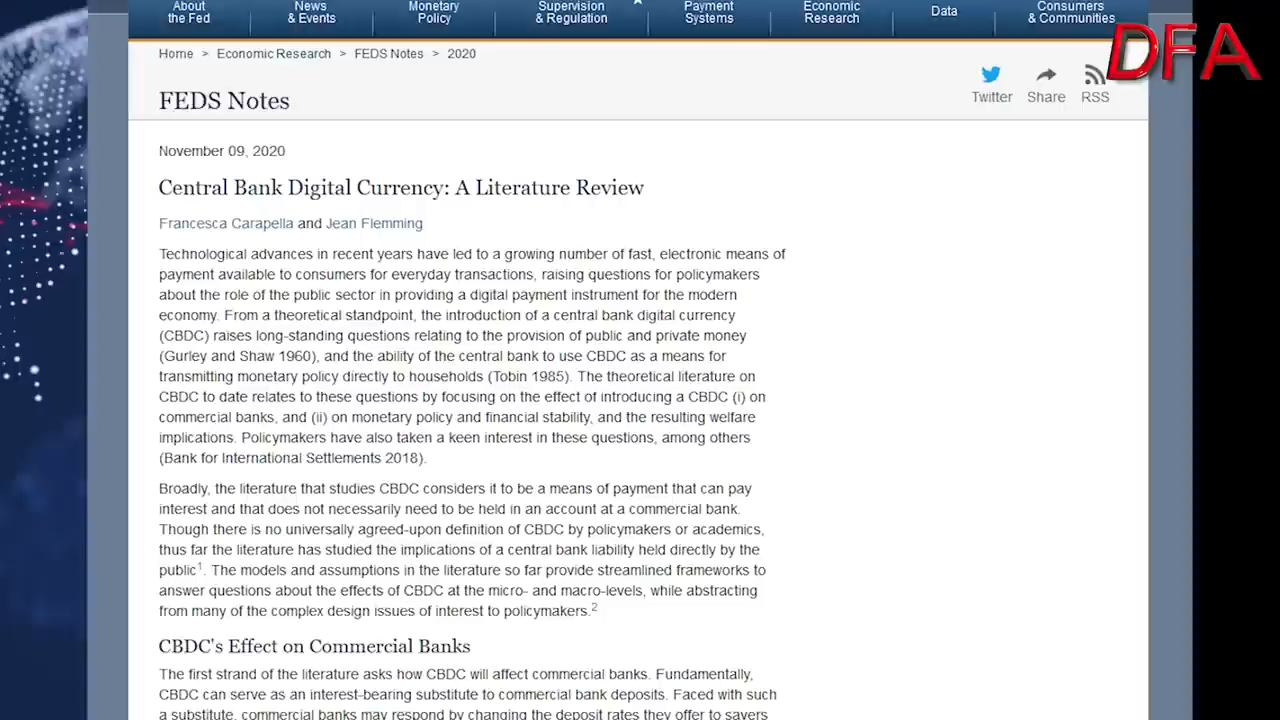 About
the Fed
News
& Events
Monetary
Policy
Supervision
& Regulation
Payment
Systems
Economic
Research
Data
Consumers
& Communities
DFA
Home > Economic Research > FEDS Notes > 2020
Twitter
Share
RSS
FEDS Notes
November 09, 2020
Central Bank Digital Currency: A Literature Review
Francesca Carapella and Jean Flemming
Technological advances in recent years have led to a growing number of fast, electronic means of
payment available to consumers for everyday transactions, raising questions for policymakers
about the role of the public sector in providing a digital payment instrument for the modern
economy. From a theoretical standpoint, the introduction of a central bank digital currency
(CBDC) raises long-standing questions relating to the provision of public and private money
(Gurley and Shaw 1960), and the ability of the central bank to use CBDC as a means for
transmitting monetary policy directly to households (Tobin 1985). The theoretical literature on
CBDC to date relates to these questions by focusing on the effect of introducing a CBDC (i) on
commercial banks, and (ii) on monetary policy and financial stability, and the resulting welfare
implications. Policymakers have also taken a keen interest in these questions, among others
(Bank for International Settlements 2018).
Broadly, the literature that studies CBDC considers it to be a means of payment that can pay
interest and that does not necessarily need to be held in an account at a commercial bank.
Though there is no universally agreed-upon definition of CBDC by policymakers or academics,
thus far the literature has studied the implications of a central bank liability held directly by the
public1. The models and assumptions in the literature so far provide streamlined frameworks to
answer questions about the effects of CBDC at the micro- and macro-levels, while abstracting
from many of the complex design issues of interest to policymakers.2
CBDC's Effect on Commercial Banks
The first strand of the literature asks how CBDC will affect commercial banks. Fundamentally,
CBDC can serve as an interest-bearing substitute to commercial bank deposits. Faced with such
a substitute, commercial banks may respond by changing the deposit rates they offer to savers